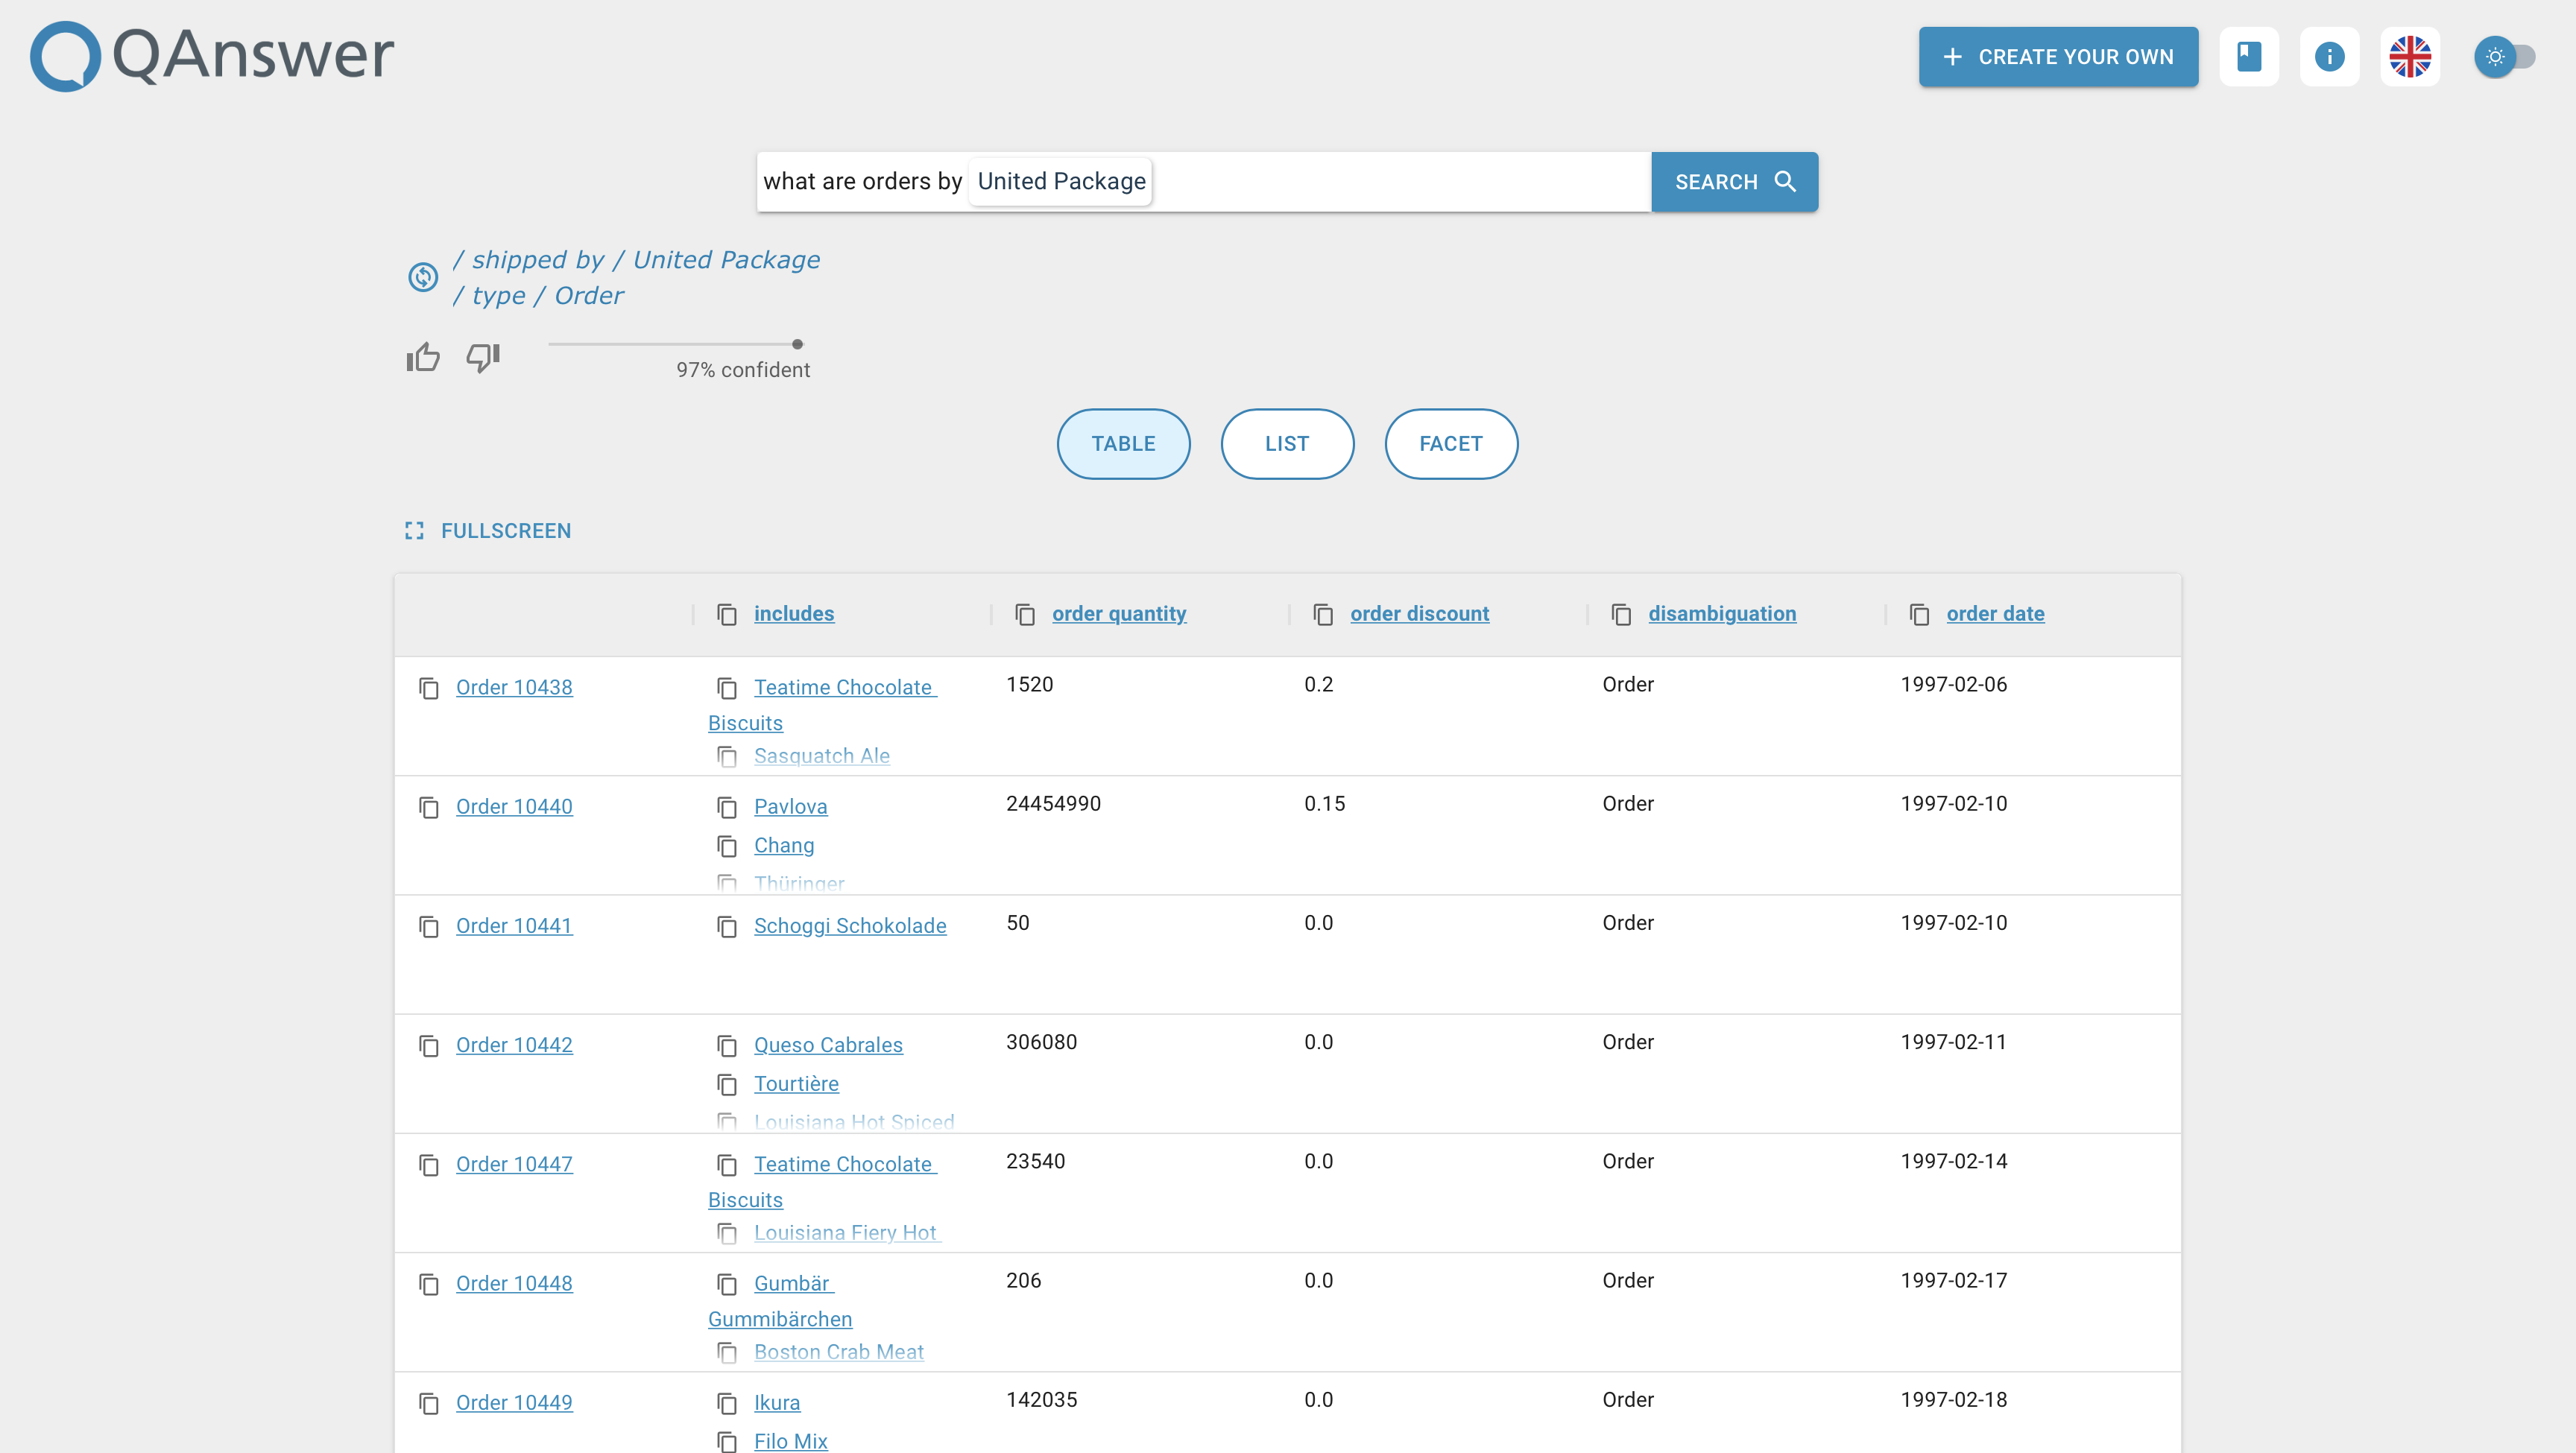 QAnswer
CREATE YOUR OWN
what are orders by United Package
SEARCH
/ shipped by / United Package
/ type / Order
97% confident
TABLE LIST FACET
FULLSCREEN
includes order quantity order discount disambiguation order date
Order 10438 Teatime Chocolate 1520 0.2 Order 1997-02-06
Biscuits
Sasquatch Ale
Order 10440 Pavlova 24454990 0.15 Order 1997-02-10
Chang
Thüringer
Order 10441 Schoggi Schokolade 50 0.0 Order 1997-02-10
Order 10442 Queso Cabrales 306080 0.0 Order 1997-02-11
Tourtière
Louisiana Hot Spiced
Order 10447 Teatime Chocolate 23540 0.0 Order 1997-02-14
Biscuits
Louisiana Fiery Hot
Order 10448 Gumbär 206 0.0 Order 1997-02-17
Gummibärchen
Boston Crab Meat
Order 10449 Ikura 142035 0.0 Order 1997-02-18
Filo Mix